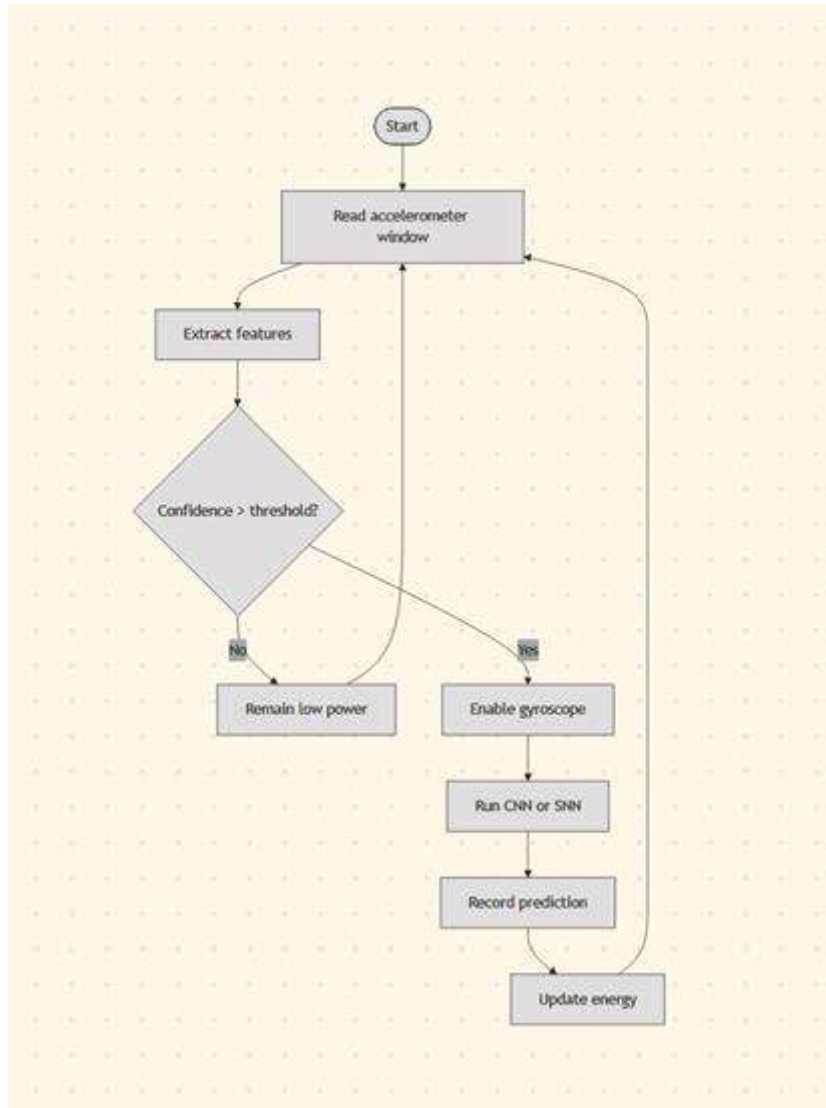 Start
Read accelerometer
window
Extract features
Confidence > threshold?
No
Yes
Remain low power
Enable gyroscope
Run CNN or SNN
Record prediction
Update energy